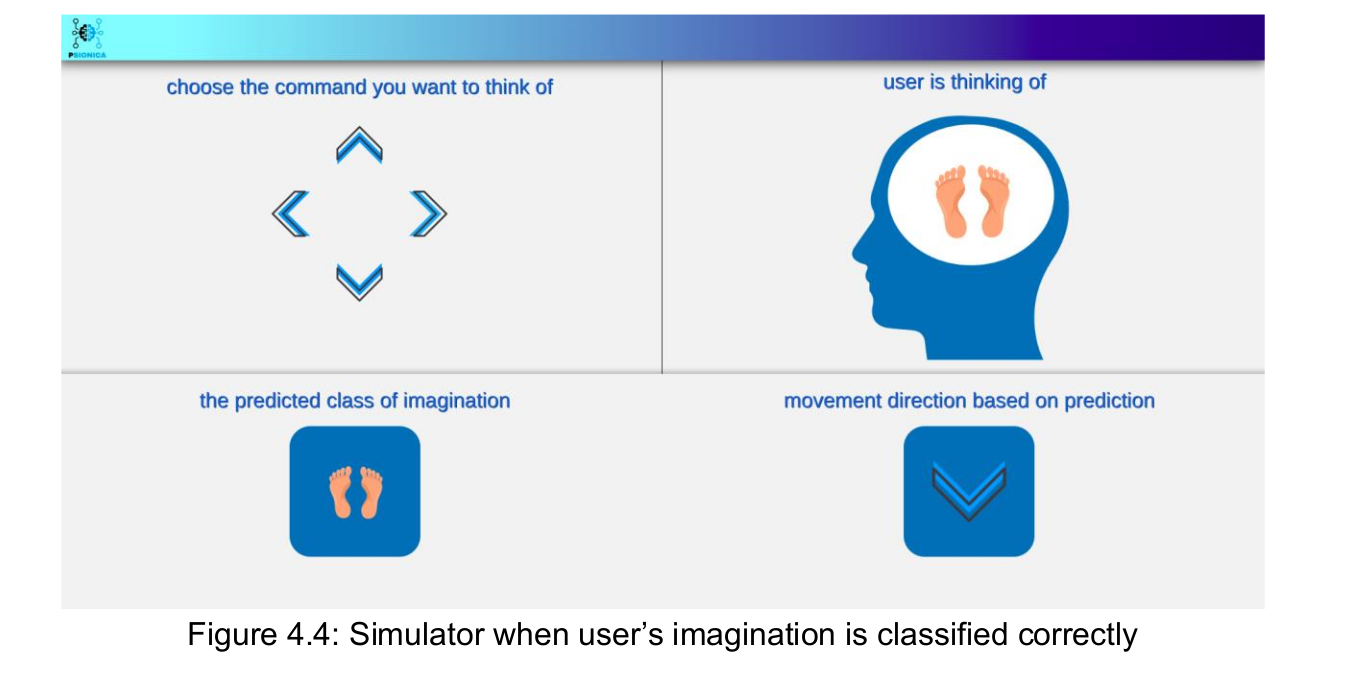 PSIONICA
choose the command you want to think of
user is thinking of
the predicted class of imagination
movement direction based on prediction
Figure 4.4: Simulator when user’s imagination is classified correctly